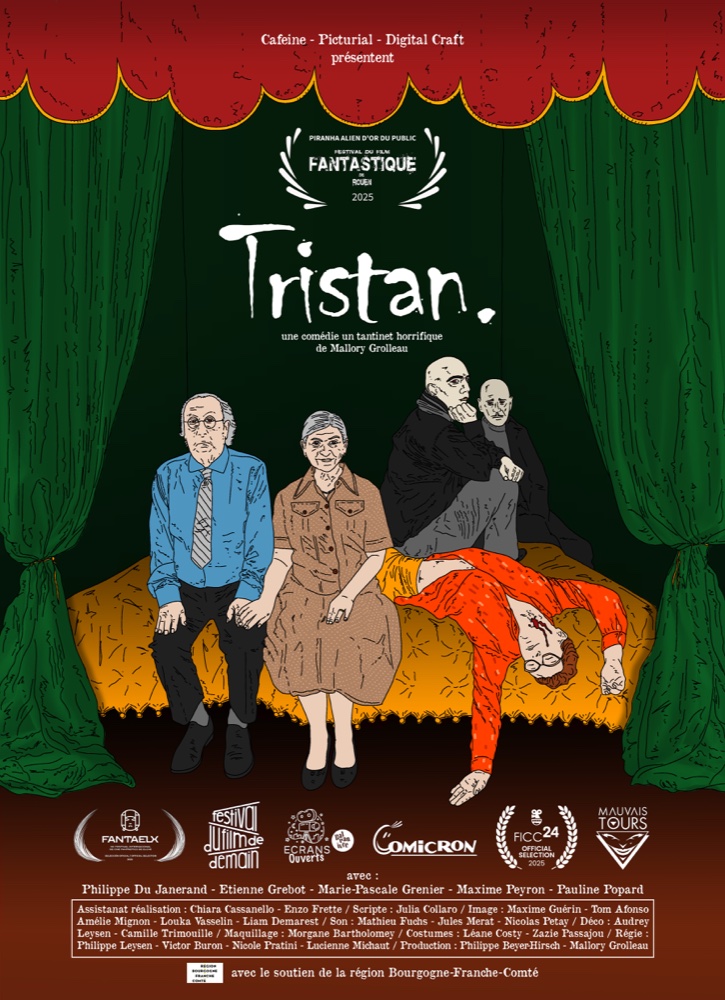 Cafeine - Picturial - Digital Craft
présentent
PIRANHA ALIEN D'OR DU PUBLIC
FESTIVAL DU FILM
FANTASTIQUE
DE
ROUEN
2025
Tristan.
une comédie un tantinet horrifique
de Mallory Grolleau
FANTAELX
festival
du film de
demain
ECRANS
Ouverts
COMICRON
FICC24
OFFICIAL
SELECTION
2025
MAUVAIS
TOURS
avec :
Philippe Du Janerand - Etienne Grebot - Marie-Pascale Grenier - Maxime Peyron - Pauline Popard
Assistanat réalisation : Chiara Cassanello - Enzo Frette / Scripte : Julia Collaro / Image : Maxime Guérin - Tom Afonso
Amélie Mignon - Louka Vasselin - Liam Demarest / Son : Mathieu Fuchs - Jules Merat - Nicolas Petay / Déco : Audrey
Leysen - Camille Trimouille / Maquillage : Morgane Bartholomey / Costumes : Léane Costy - Zazie Passajou / Régie :
Philippe Leysen - Victor Buron - Nicole Pratini - Lucienne Michaut / Production : Philippe Beyer-Hirsch - Mallory Grolleau
REGION
BOURGOGNE
FRANCHE
COMTE
avec le soutien de la région Bourgogne-Franche-Comté